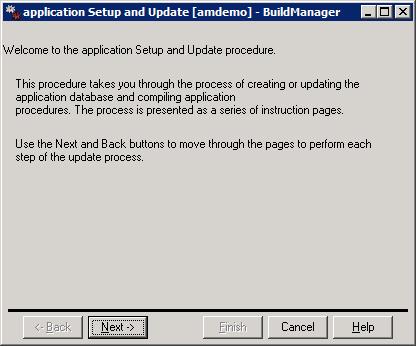 application Setup and Update [amdemo] - BuildManager
Welcome to the application Setup and Update procedure.
This procedure takes you through the process of creating or updating the
application database and compiling application
procedures. The process is presented as a series of instruction pages.
Use the Next and Back buttons to move through the pages to perform each
step of the update process.
<- Back
Next ->
Finish
Cancel
Help